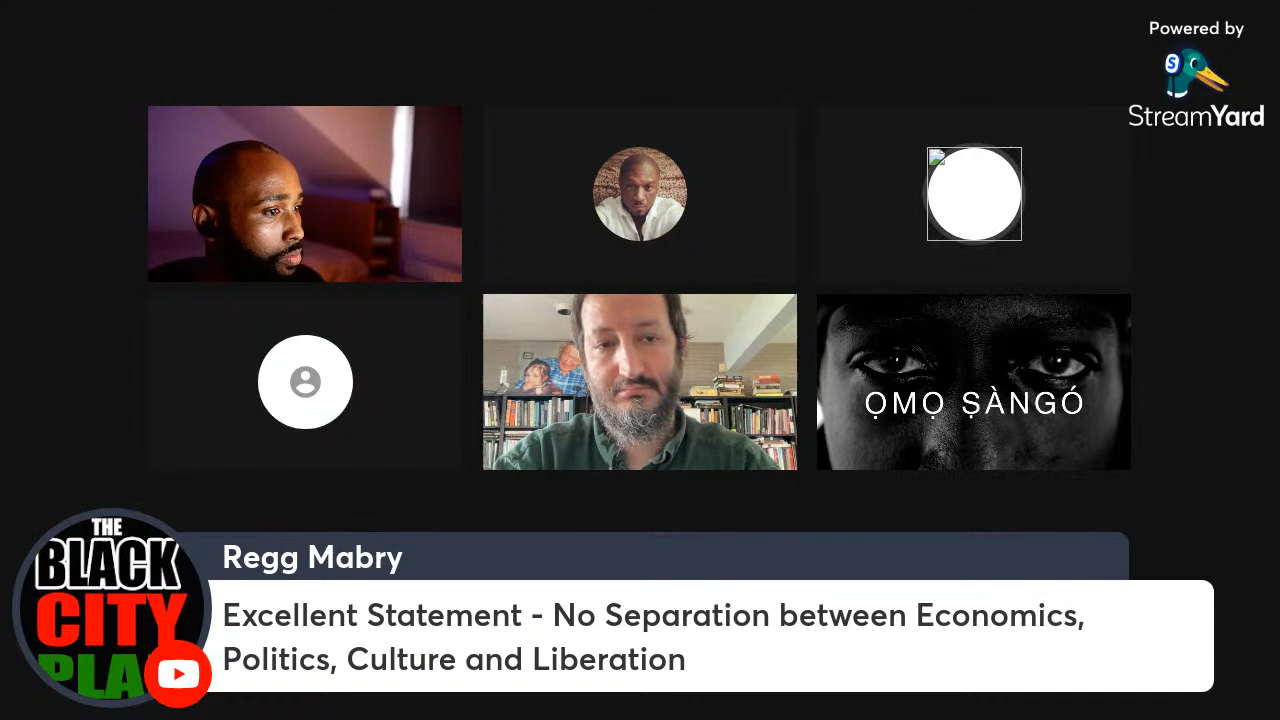 Powered by
S
StreamYard
ỌMỌ ṢÀNGÓ
THE
BLACK
CITY
PLA
Regg Mabry
Excellent Statement - No Separation between Economics,
Politics, Culture and Liberation